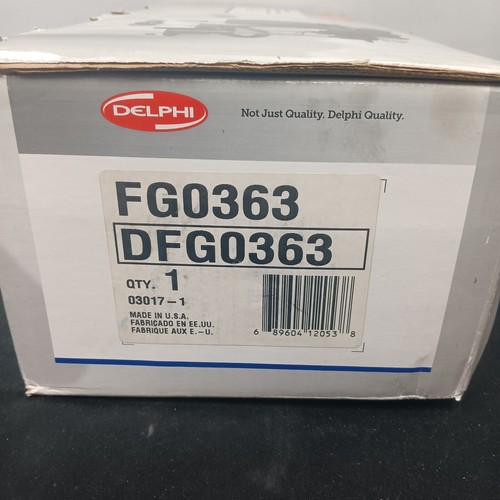 DELPHI
Not Just Quality. Delphi Quality.
FG0363
DFG0363
QTY. 1
03017-1
MADE IN U.S.A.
FABRICADO EN EE.UU.
FABRIQUE AUX E.-U.
6 89604 12053 8